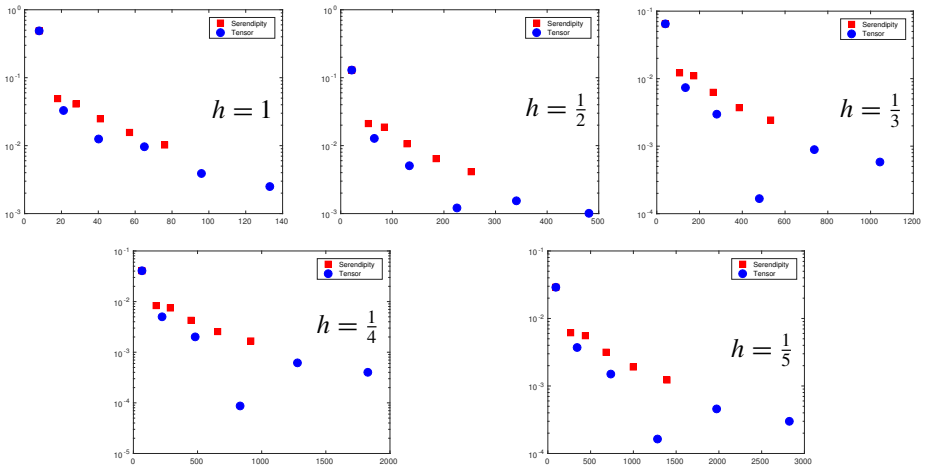 10^0
10^-1
10^-2
10^-3
0 20 40 60 80 100 120 140
Serendipity
Tensor
h = 1
10^0
10^-1
10^-2
10^-3
0 100 200 300 400 500
Serendipity
Tensor
h = 1/2
10^-1
10^-2
10^-3
10^-4
0 200 400 600 800 1000 1200
Serendipity
Tensor
h = 1/3
10^-1
10^-2
10^-3
10^-4
10^-5
0 500 1000 1500 2000
Serendipity
Tensor
h = 1/4
10^-1
10^-2
10^-3
10^-4
0 500 1000 1500 2000 2500 3000
Serendipity
Tensor
h = 1/5